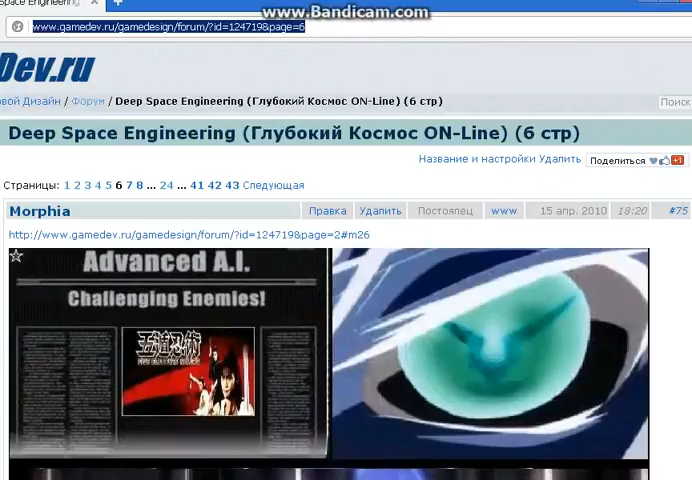 www.Bandicam.com
Space Engineering
www.gamedev.ru/gamedesign/forum/?id=124719&page=6
Dev.ru
вой Дизайн / Форум / Deep Space Engineering (Глубокий Космос ON-Line) (6 стр)
Поиск
Deep Space Engineering (Глубокий Космос ON-Line) (6 стр)
Название и настройки Удалить Поделиться +1
Страницы: 1 2 3 4 5 6 7 8 ... 24 ... 41 42 43 Следующая
Morphia Правка Удалить Постоялец www 15 апр. 2010 18:20 #75
http://www.gamedev.ru/gamedesign/forum/?id=124719&page=2#m26
Advanced A.I.
Challenging Enemies!